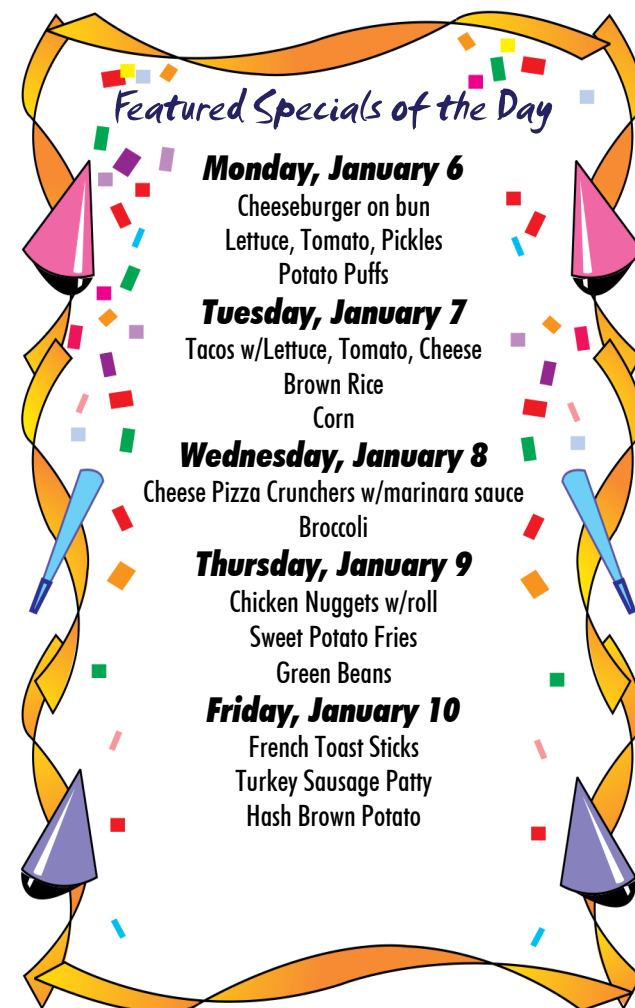 Featured Specials of the Day
Monday, January 6
Cheeseburger on bun
Lettuce, Tomato, Pickles
Potato Puffs
Tuesday, January 7
Tacos w/Lettuce, Tomato, Cheese
Brown Rice
Corn
Wednesday, January 8
Cheese Pizza Crunchers w/marinara sauce
Broccoli
Thursday, January 9
Chicken Nuggets w/roll
Sweet Potato Fries
Green Beans
Friday, January 10
French Toast Sticks
Turkey Sausage Patty
Hash Brown Potato